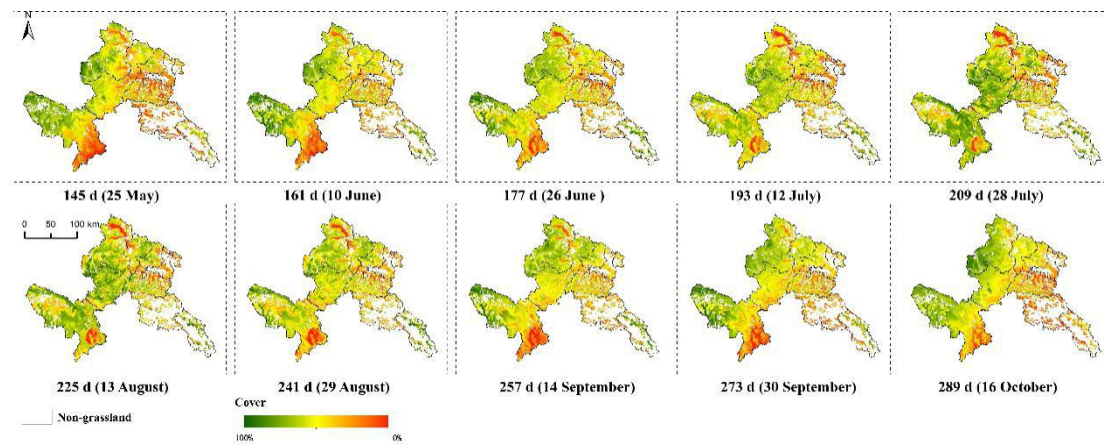 N
145 d (25 May)
161 d (10 June)
177 d (26 June )
193 d (12 July)
209 d (28 July)
0 50 100 km
225 d (13 August)
241 d (29 August)
257 d (14 September)
273 d (30 September)
289 d (16 October)
Non-grassland
Cover
100% 0%